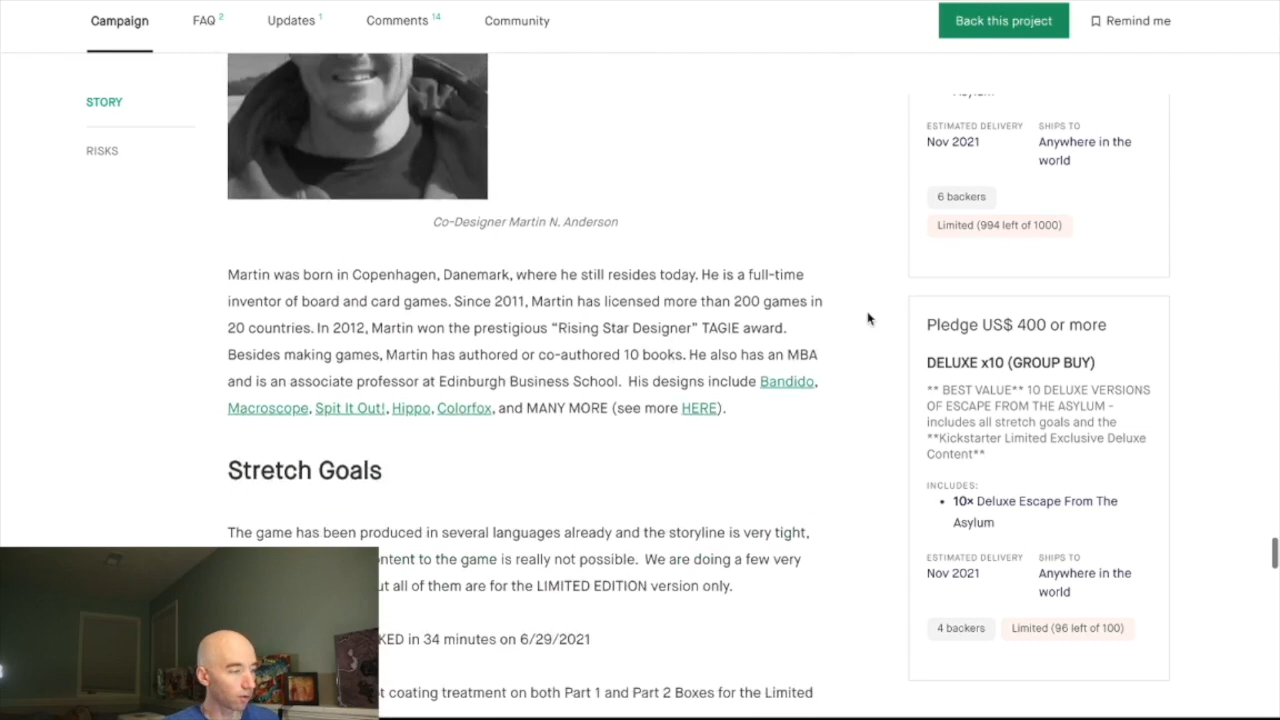 Campaign
FAQ 2
Updates 1
Comments 14
Community
Back this project
Remind me
STORY
RISKS
Co-Designer Martin N. Anderson
Martin was born in Copenhagen, Danemark, where he still resides today. He is a full-time
inventor of board and card games. Since 2011, Martin has licensed more than 200 games in
20 countries. In 2012, Martin won the prestigious “Rising Star Designer” TAGIE award.
Besides making games, Martin has authored or co-authored 10 books. He also has an MBA
and is an associate professor at Edinburgh Business School. His designs include Bandido,
Macroscope, Spit It Out!, Hippo, Colorfox, and MANY MORE (see more HERE).
Stretch Goals
The game has been produced in several languages already and the storyline is very tight,
ntent to the game is really not possible. We are doing a few very
ut all of them are for the LIMITED EDITION version only.
KED in 34 minutes on 6/29/2021
t coating treatment on both Part 1 and Part 2 Boxes for the Limited
ESTIMATED DELIVERY
Nov 2021
SHIPS TO
Anywhere in the
world
6 backers
Limited (994 left of 1000)
Pledge US$ 400 or more
DELUXE x10 (GROUP BUY)
** BEST VALUE** 10 DELUXE VERSIONS
OF ESCAPE FROM THE ASYLUM -
includes all stretch goals and the
**Kickstarter Limited Exclusive Deluxe
Content**
INCLUDES:
• 10× Deluxe Escape From The
Asylum
ESTIMATED DELIVERY
Nov 2021
SHIPS TO
Anywhere in the
world
4 backers
Limited (96 left of 100)